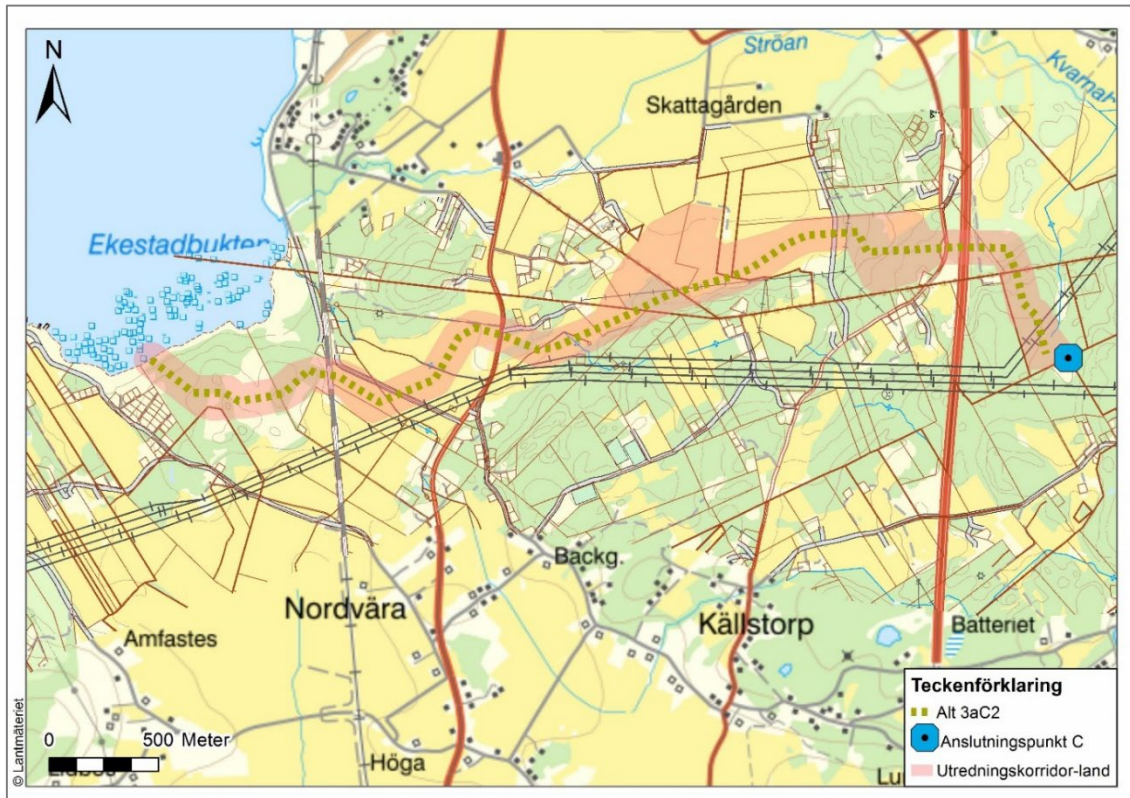 N
Ströan
Kvarnah
Skattagården
Ekestadbukten
Backg.
Nordvära
Källstorp
Amfastes
Batteriet
Höga
0 500 Meter
© Lantmäteriet
Teckenförklaring
Alt 3aC2
Anslutningspunkt C
Utredningskorridor-land